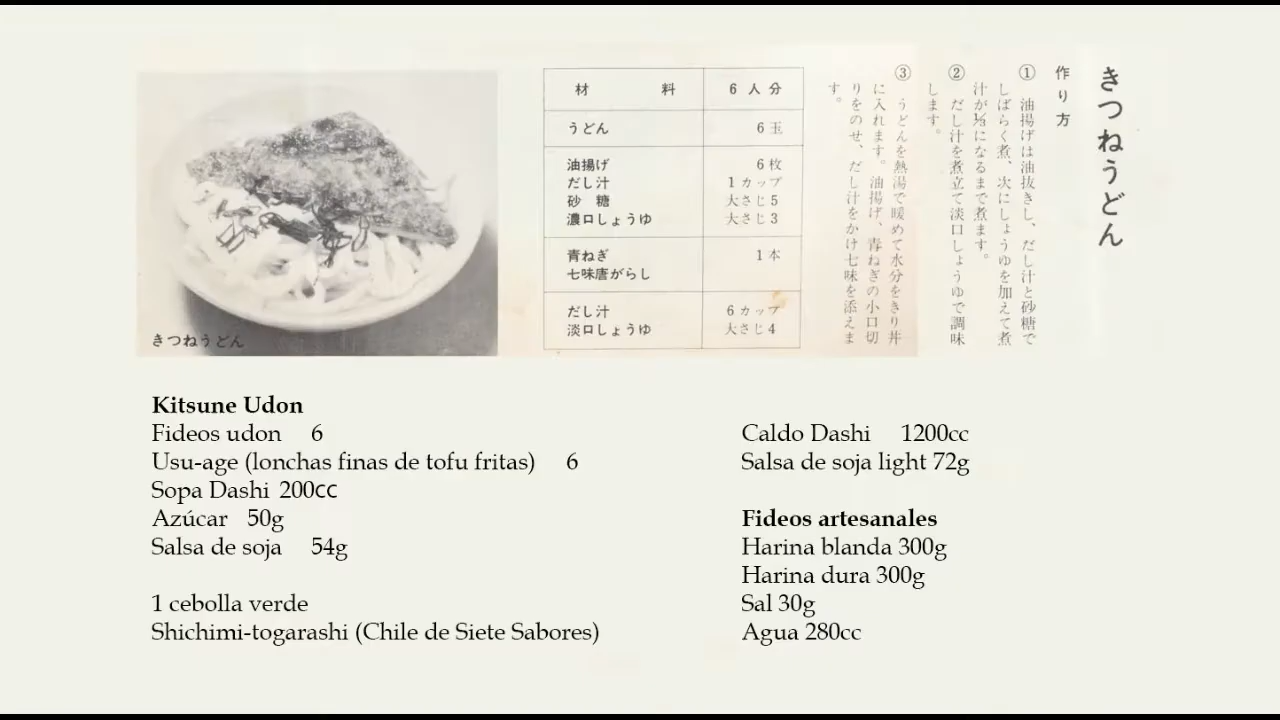 きつねうどん
作り方
① 油揚げは油抜きし、だし汁と砂糖で
しばらく煮、次にしょうゆを加えて煮
汁が⅓になるまで煮ます。
② だし汁を煮立て淡口しょうゆで調味
します。
③ うどんを熱湯で暖めて水分をきり丼
に入れます。油揚げ、青ねぎの小口切
りをのせ、だし汁をかけ七味を添えま
す。
材 料 6人分
うどん 6玉
油揚げ 6枚
だし汁 1カップ
砂 糖 大さじ5
濃口しょうゆ 大さじ3
青ねぎ 1本
七味唐がらし
だし汁 6カップ
淡口しょうゆ 大さじ4
きつねうどん
Kitsune Udon
Fideos udon 6
Usu-age (lonchas finas de tofu fritas) 6
Sopa Dashi 200cc
Azúcar 50g
Salsa de soja 54g
1 cebolla verde
Shichimi-togarashi (Chile de Siete Sabores)
Caldo Dashi 1200cc
Salsa de soja light 72g
Fideos artesanales
Harina blanda 300g
Harina dura 300g
Sal 30g
Agua 280cc